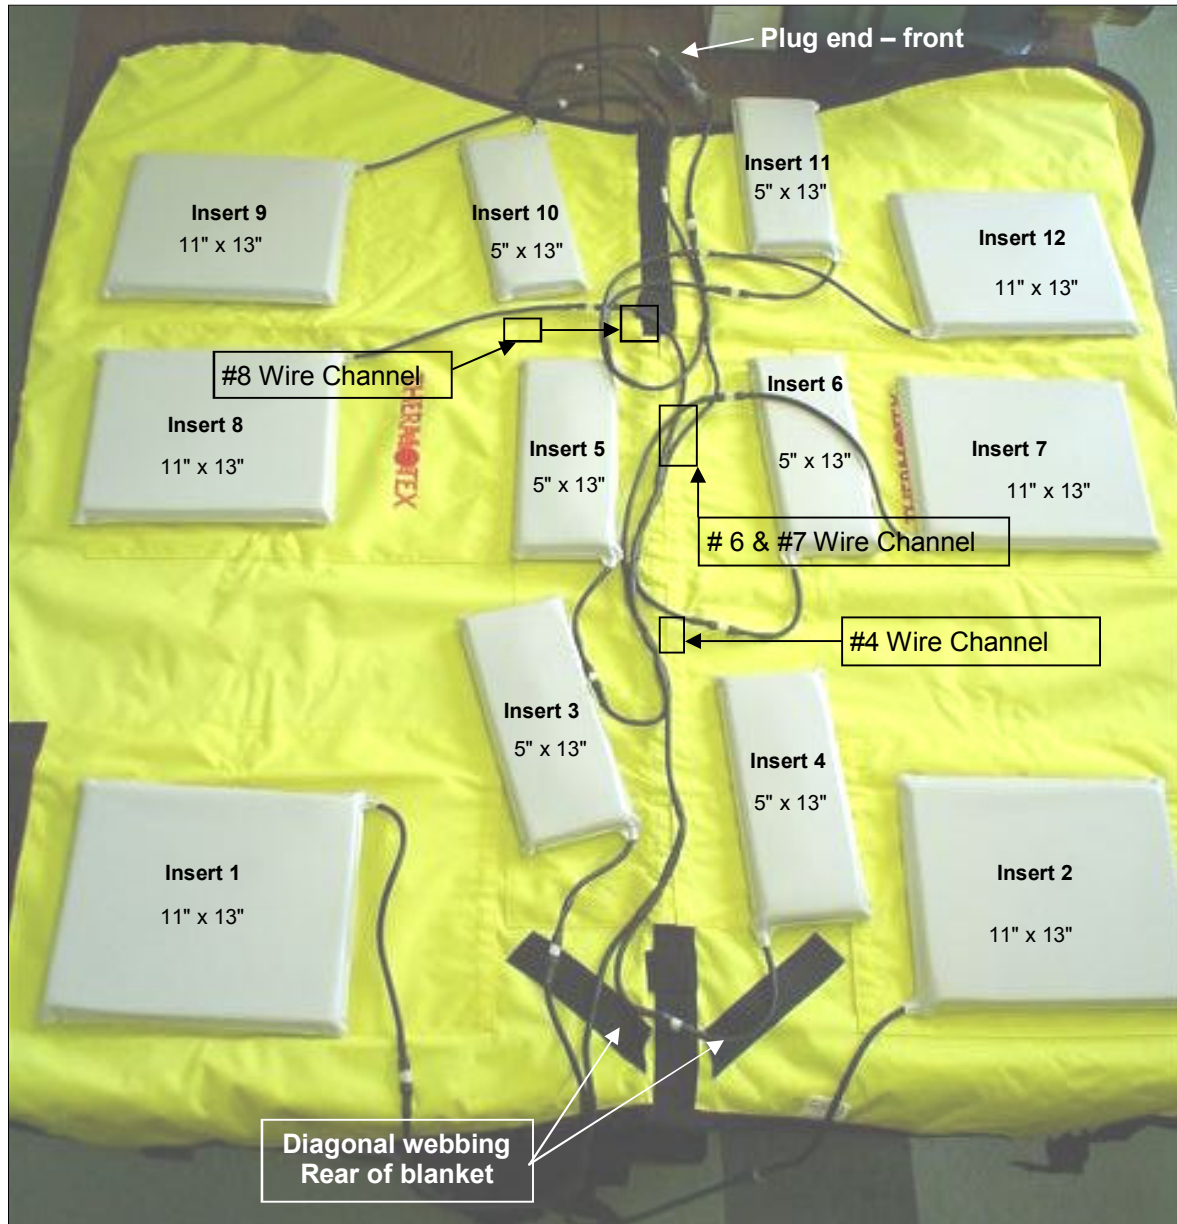 Plug end – front
Insert 11
5" x 13"
Insert 9
11" x 13"
Insert 10
5" x 13"
Insert 12
11" x 13"
#8 Wire Channel
Insert 8
11" x 13"
THERMOTEX
Insert 5
5" x 13"
Insert 6
5" x 13"
Insert 7
11" x 13"
THERMOTEX
# 6 & #7 Wire Channel
#4 Wire Channel
Insert 3
5" x 13"
Insert 4
5" x 13"
Insert 1
11" x 13"
Insert 2
11" x 13"
Diagonal webbing
Rear of blanket